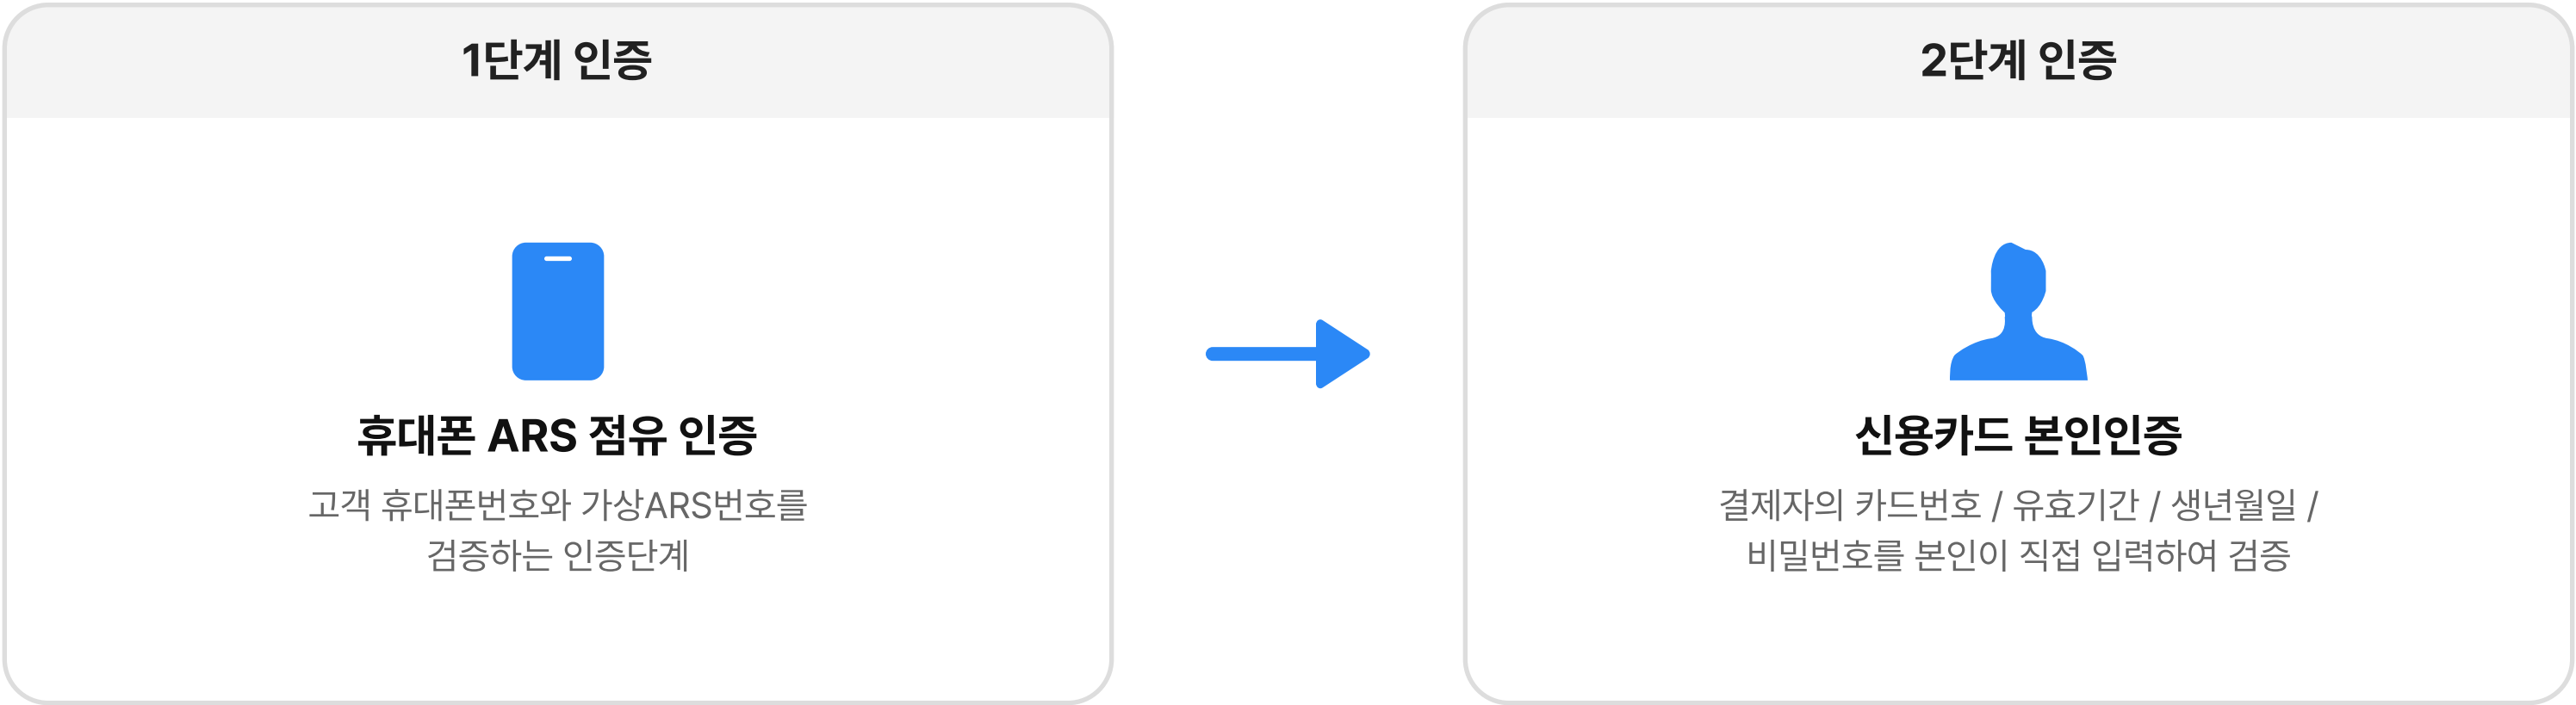 1단계 인증
휴대폰 ARS 점유 인증
고객 휴대폰번호와 가상ARS번호를
검증하는 인증단계
2단계 인증
신용카드 본인인증
결제자의 카드번호 / 유효기간 / 생년월일 /
비밀번호를 본인이 직접 입력하여 검증